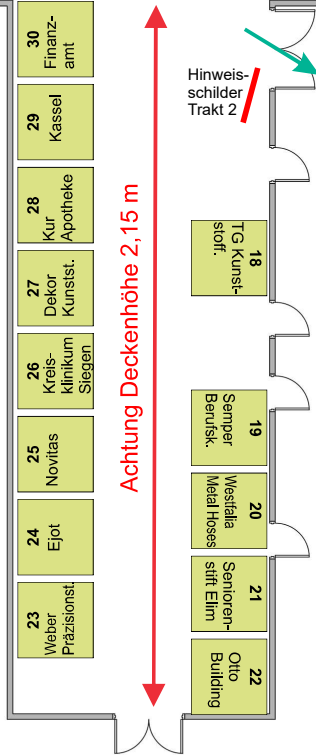 30
Finanz-
amt
29
Kassel
28
Kur
Apotheke
27
Dekor
Kunstst.
26
Kreis-
klinikum
Siegen
25
Novitas
24
Ejot
23
Weber
Präzisionst.
Achtung Deckenhöhe 2,15 m
Hinweis-
schilder
Trakt 2
18
TG Kunst-
stoff.
19
Semper
Berufsk.
20
Westfalia
Metal Hoses
21
Senioren-
stift Elim
22
Otto
Building